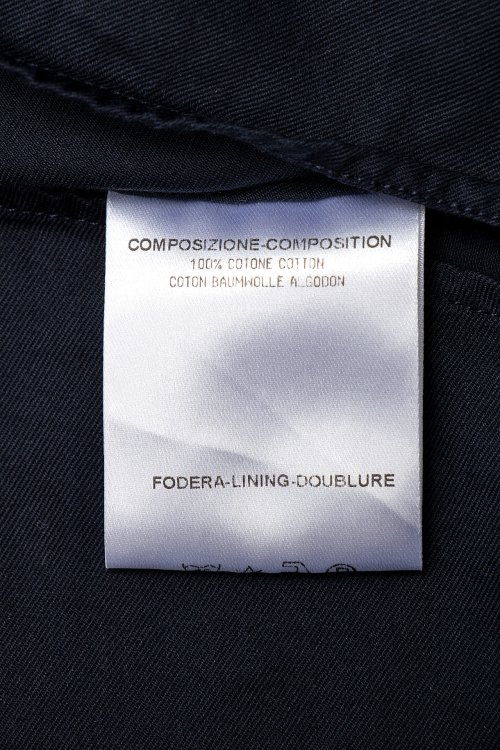 COMPOSIZIONE-COMPOSITION
100% COTONE COTTON
COTON BAUMWOLLE ALGODON
FODERA-LINING-DOUBLURE